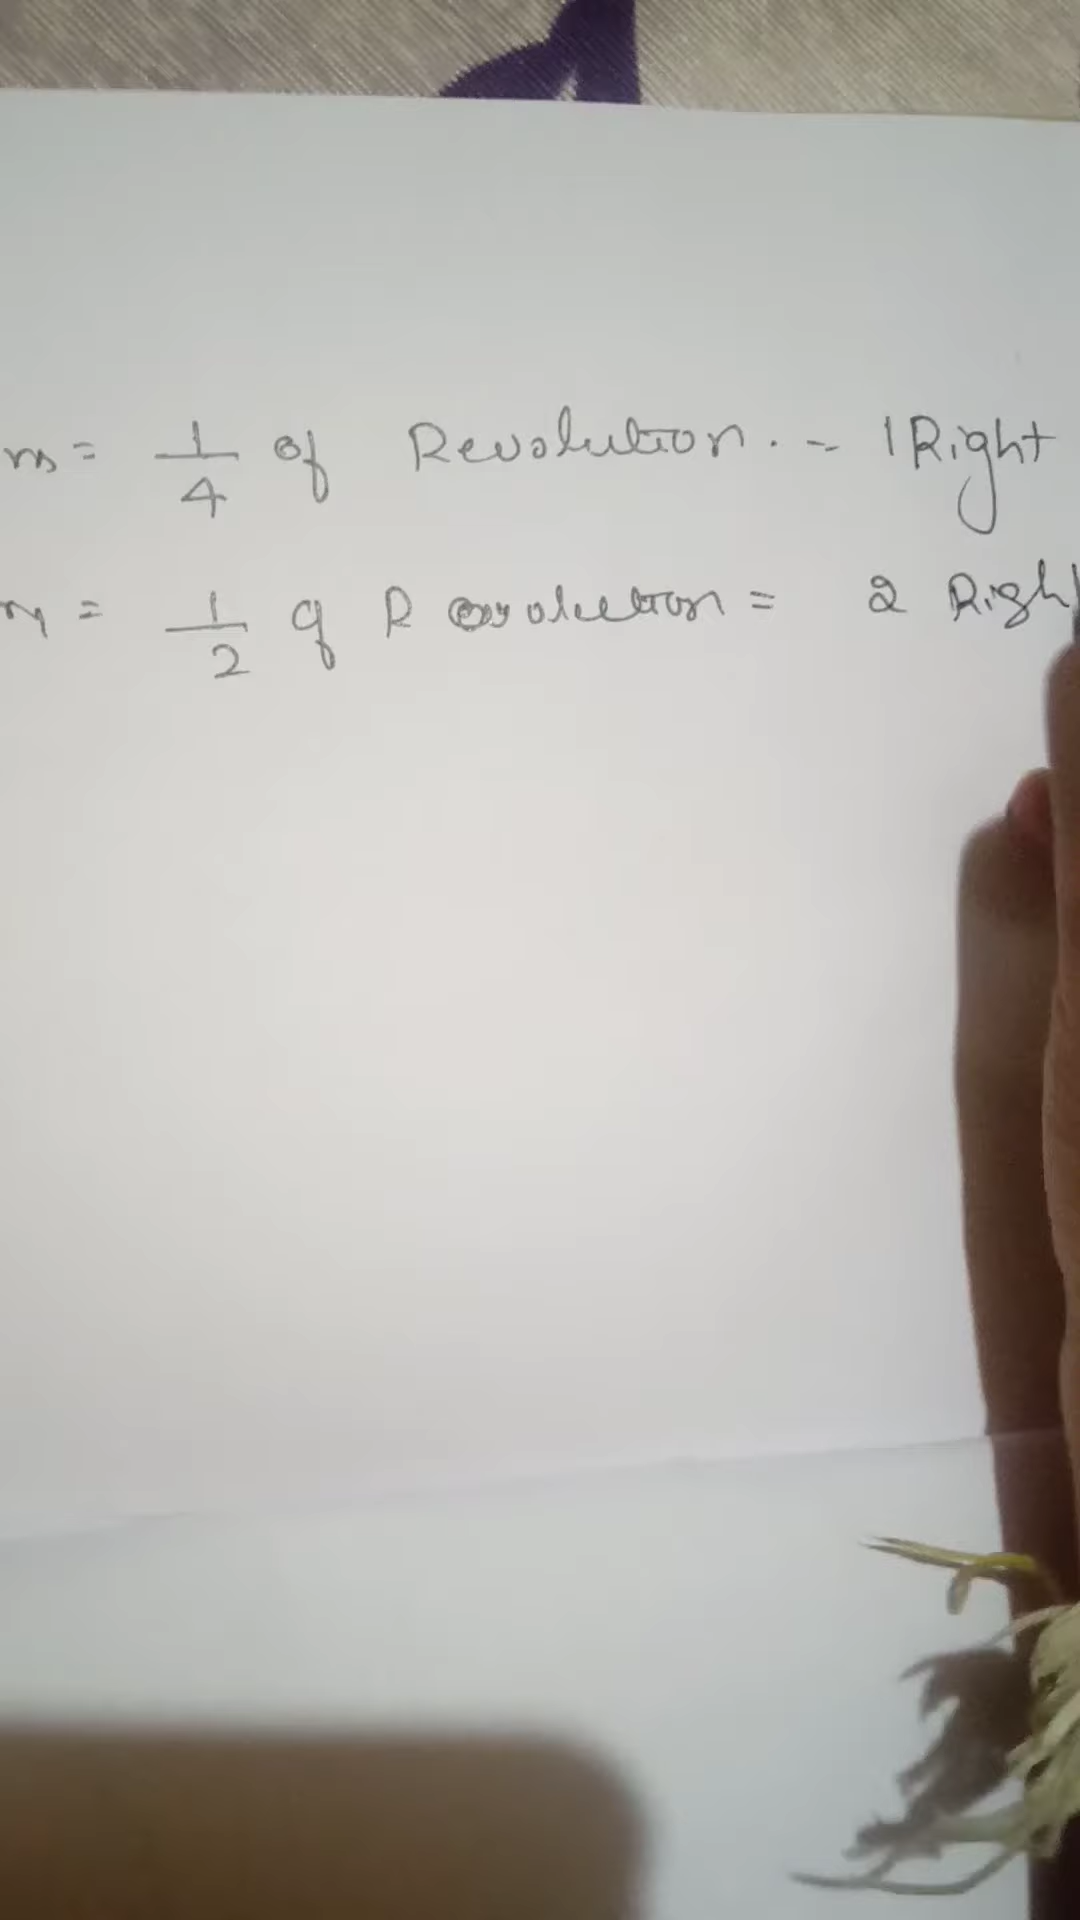 = 1/4 of Revolution. - 1 Right
= 1/2 of Revolution = 2 Righ